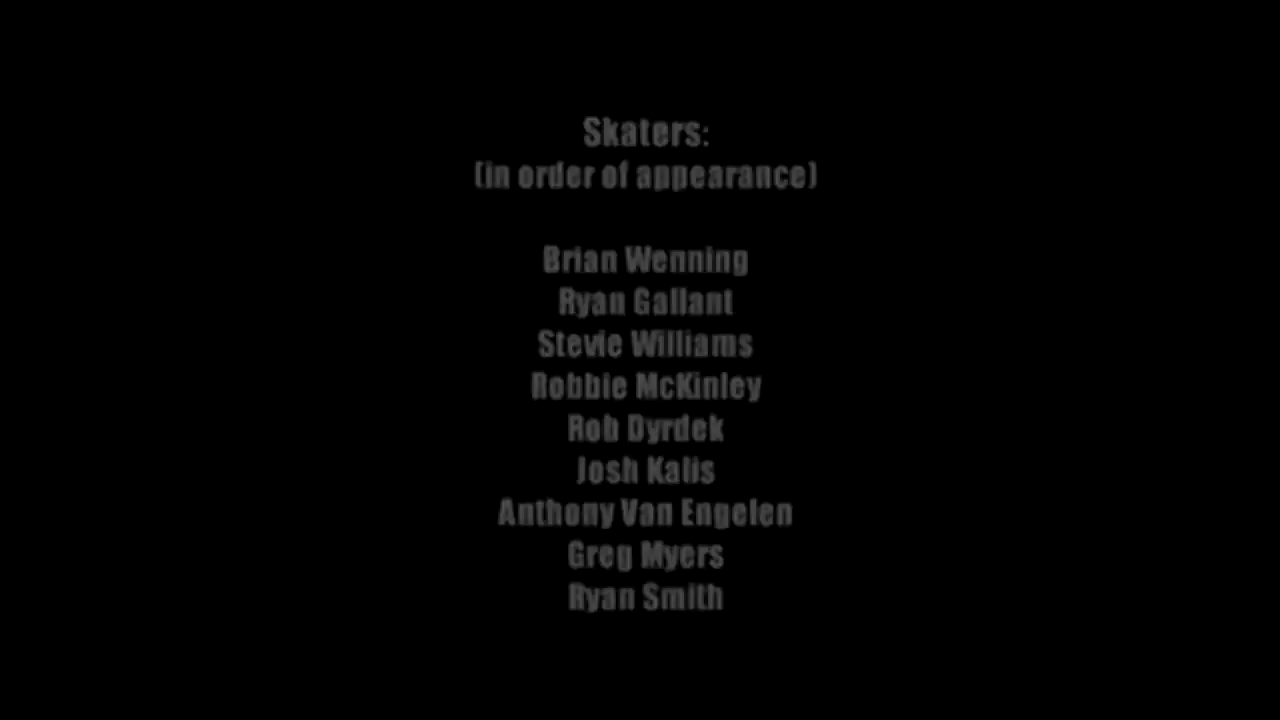 Skaters:
(in order of appearance)
Brian Wenning
Ryan Gallant
Stevie Williams
Robbie McKinley
Rob Dyrdek
Josh Kalis
Anthony Van Engelen
Greg Myers
Ryan Smith